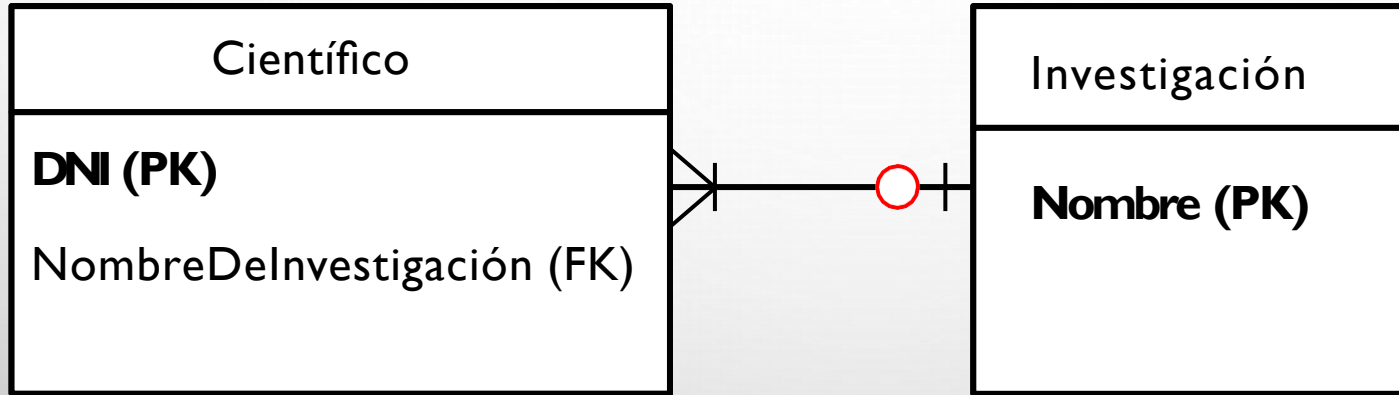 Científico
DNI (PK)
NombreDeInvestigación (FK)
Investigación
Nombre (PK)